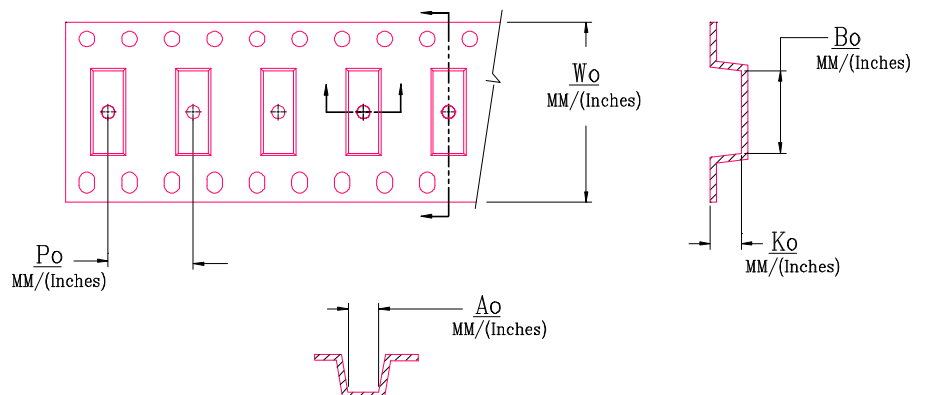 Wo
MM/(Inches)
Bo
MM/(Inches)
Po
MM/(Inches)
Ko
MM/(Inches)
Ao
MM/(Inches)